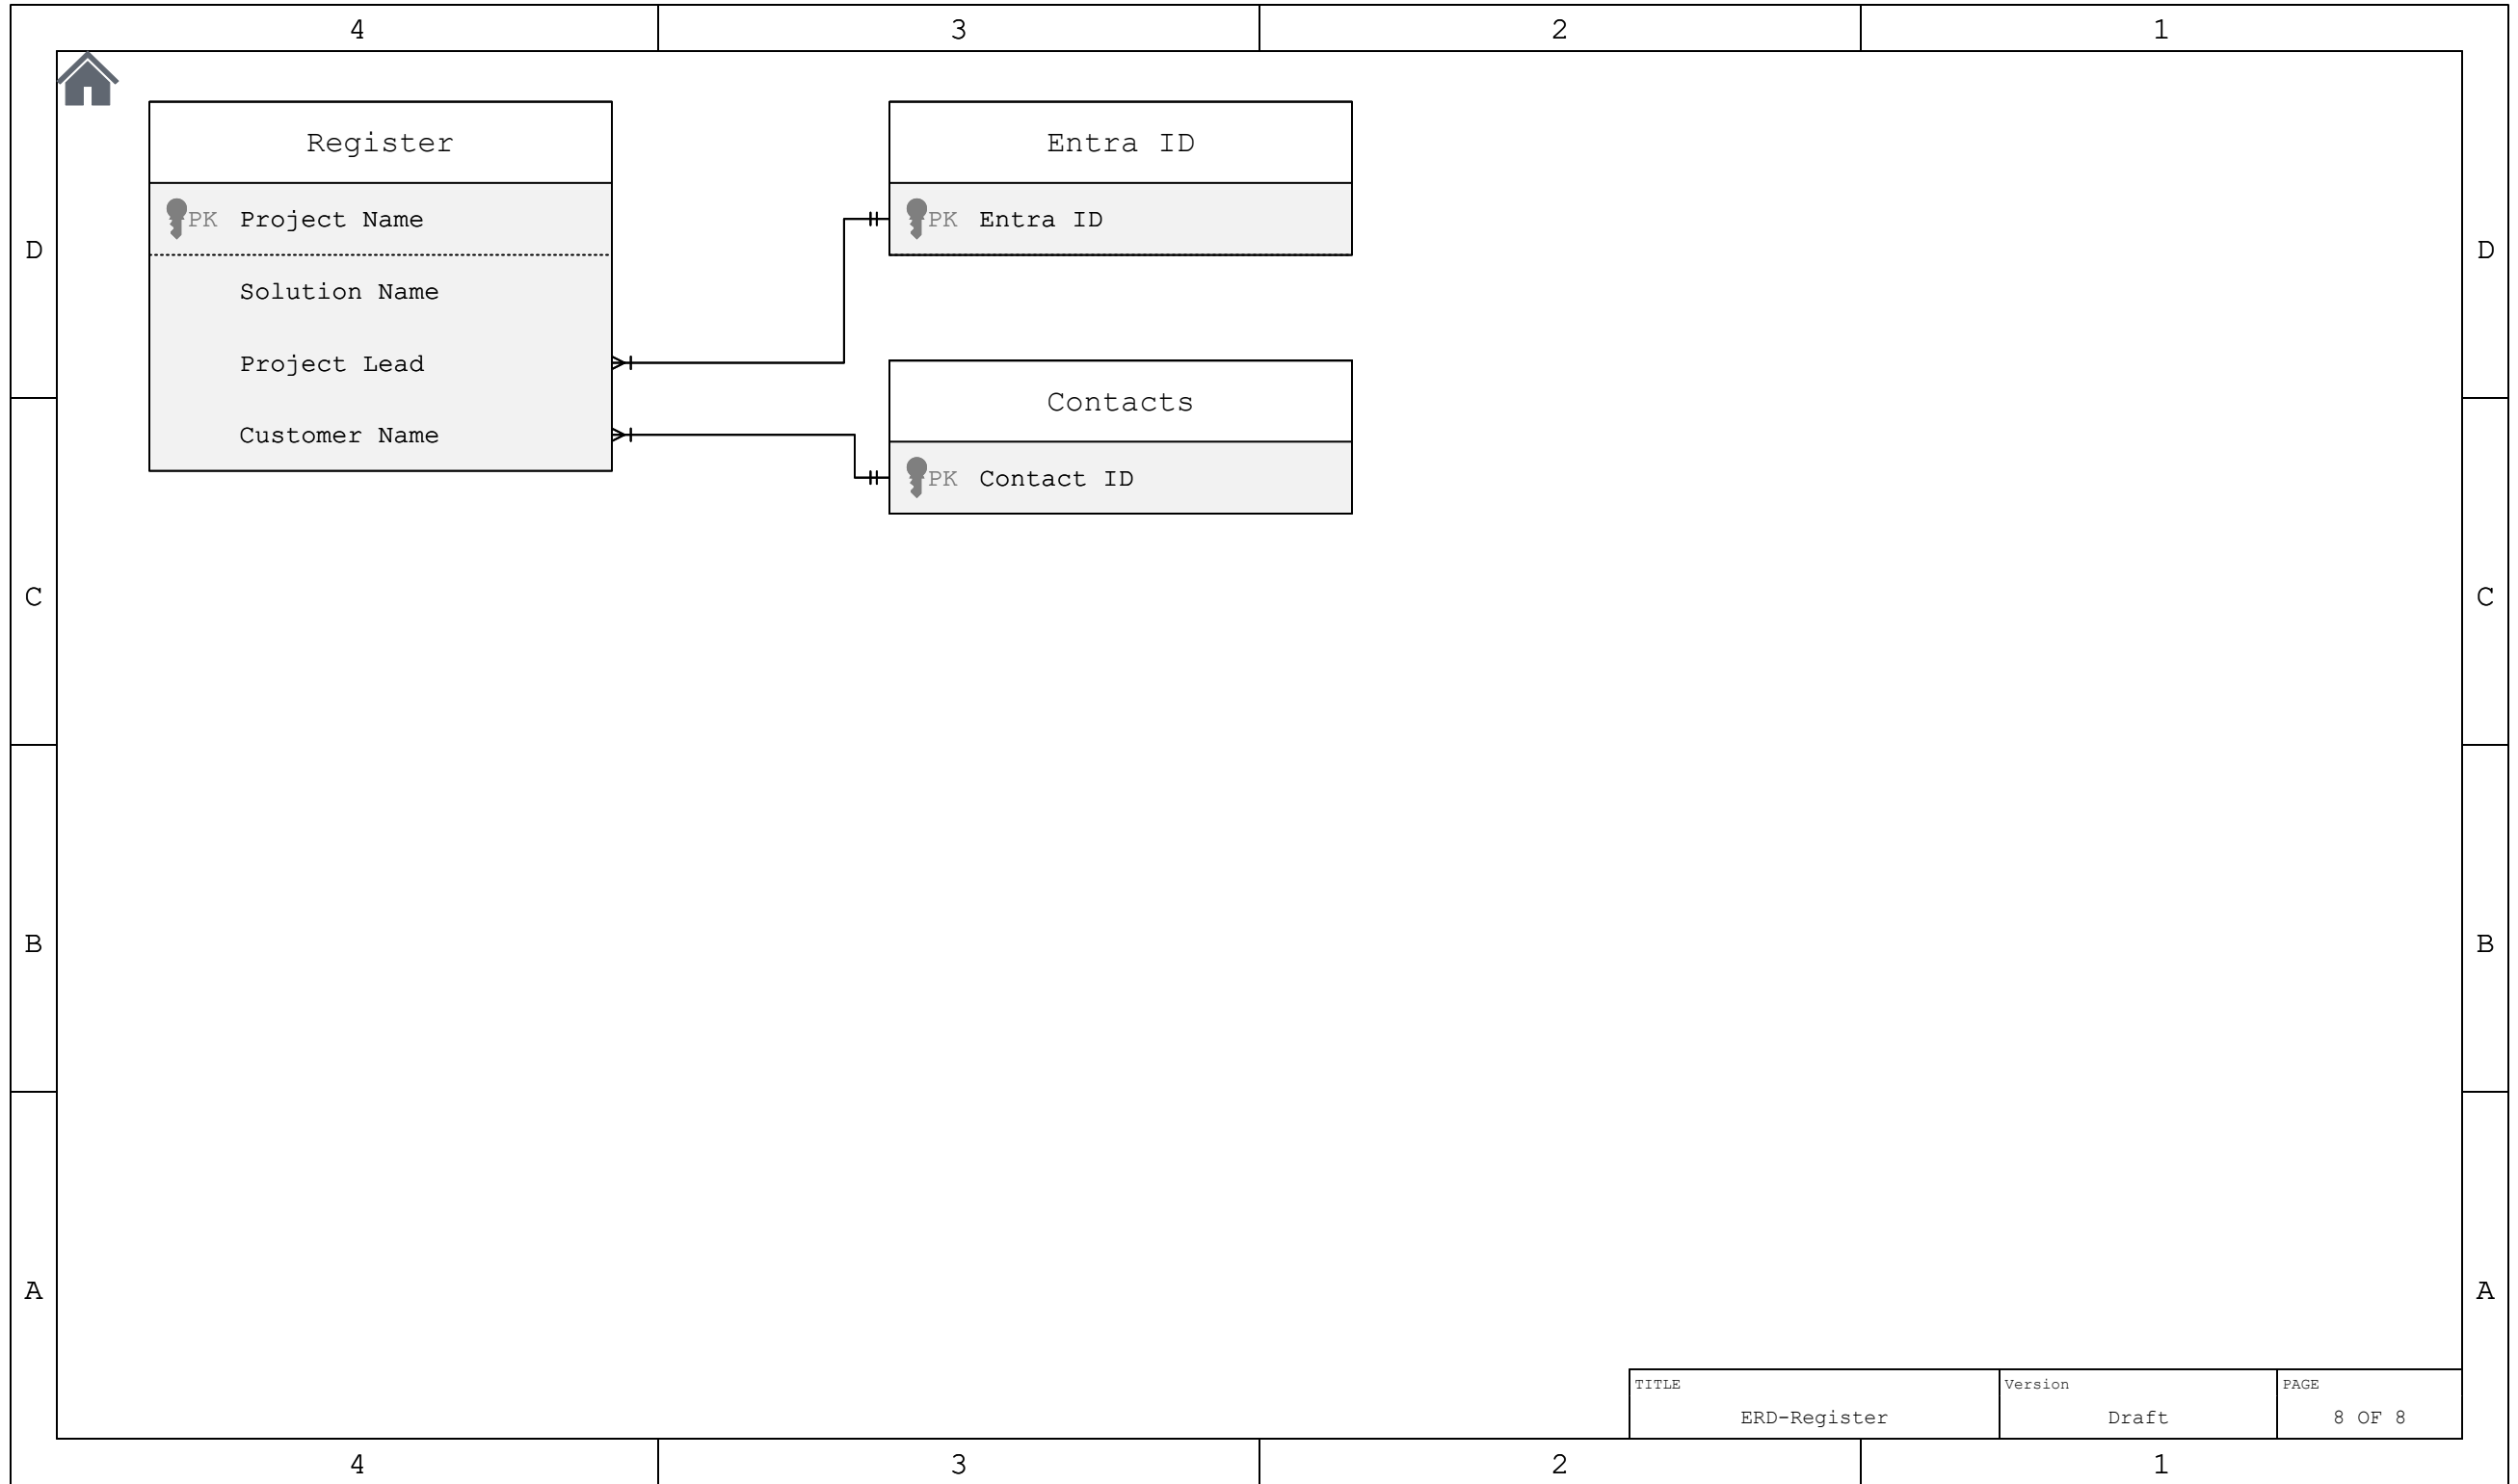 4 3 2 1
Register
PK Project Name
Solution Name
Project Lead
Customer Name
Entra ID
PK Entra ID
Contacts
PK Contact ID
D D
C C
B B
A A
TITLE
ERD-Register
Version
Draft
PAGE
8 OF 8
4 3 2 1